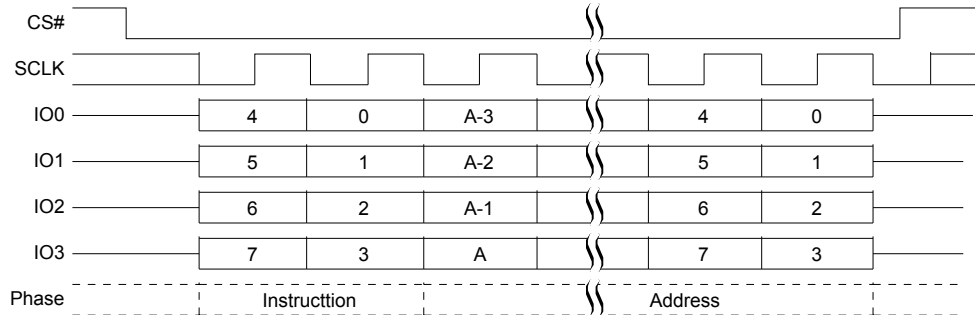 CS#
SCLK
IO0 4 0 A-3 4 0
IO1 5 1 A-2 5 1
IO2 6 2 A-1 6 2
IO3 7 3 A 7 3
Phase Instructtion Address